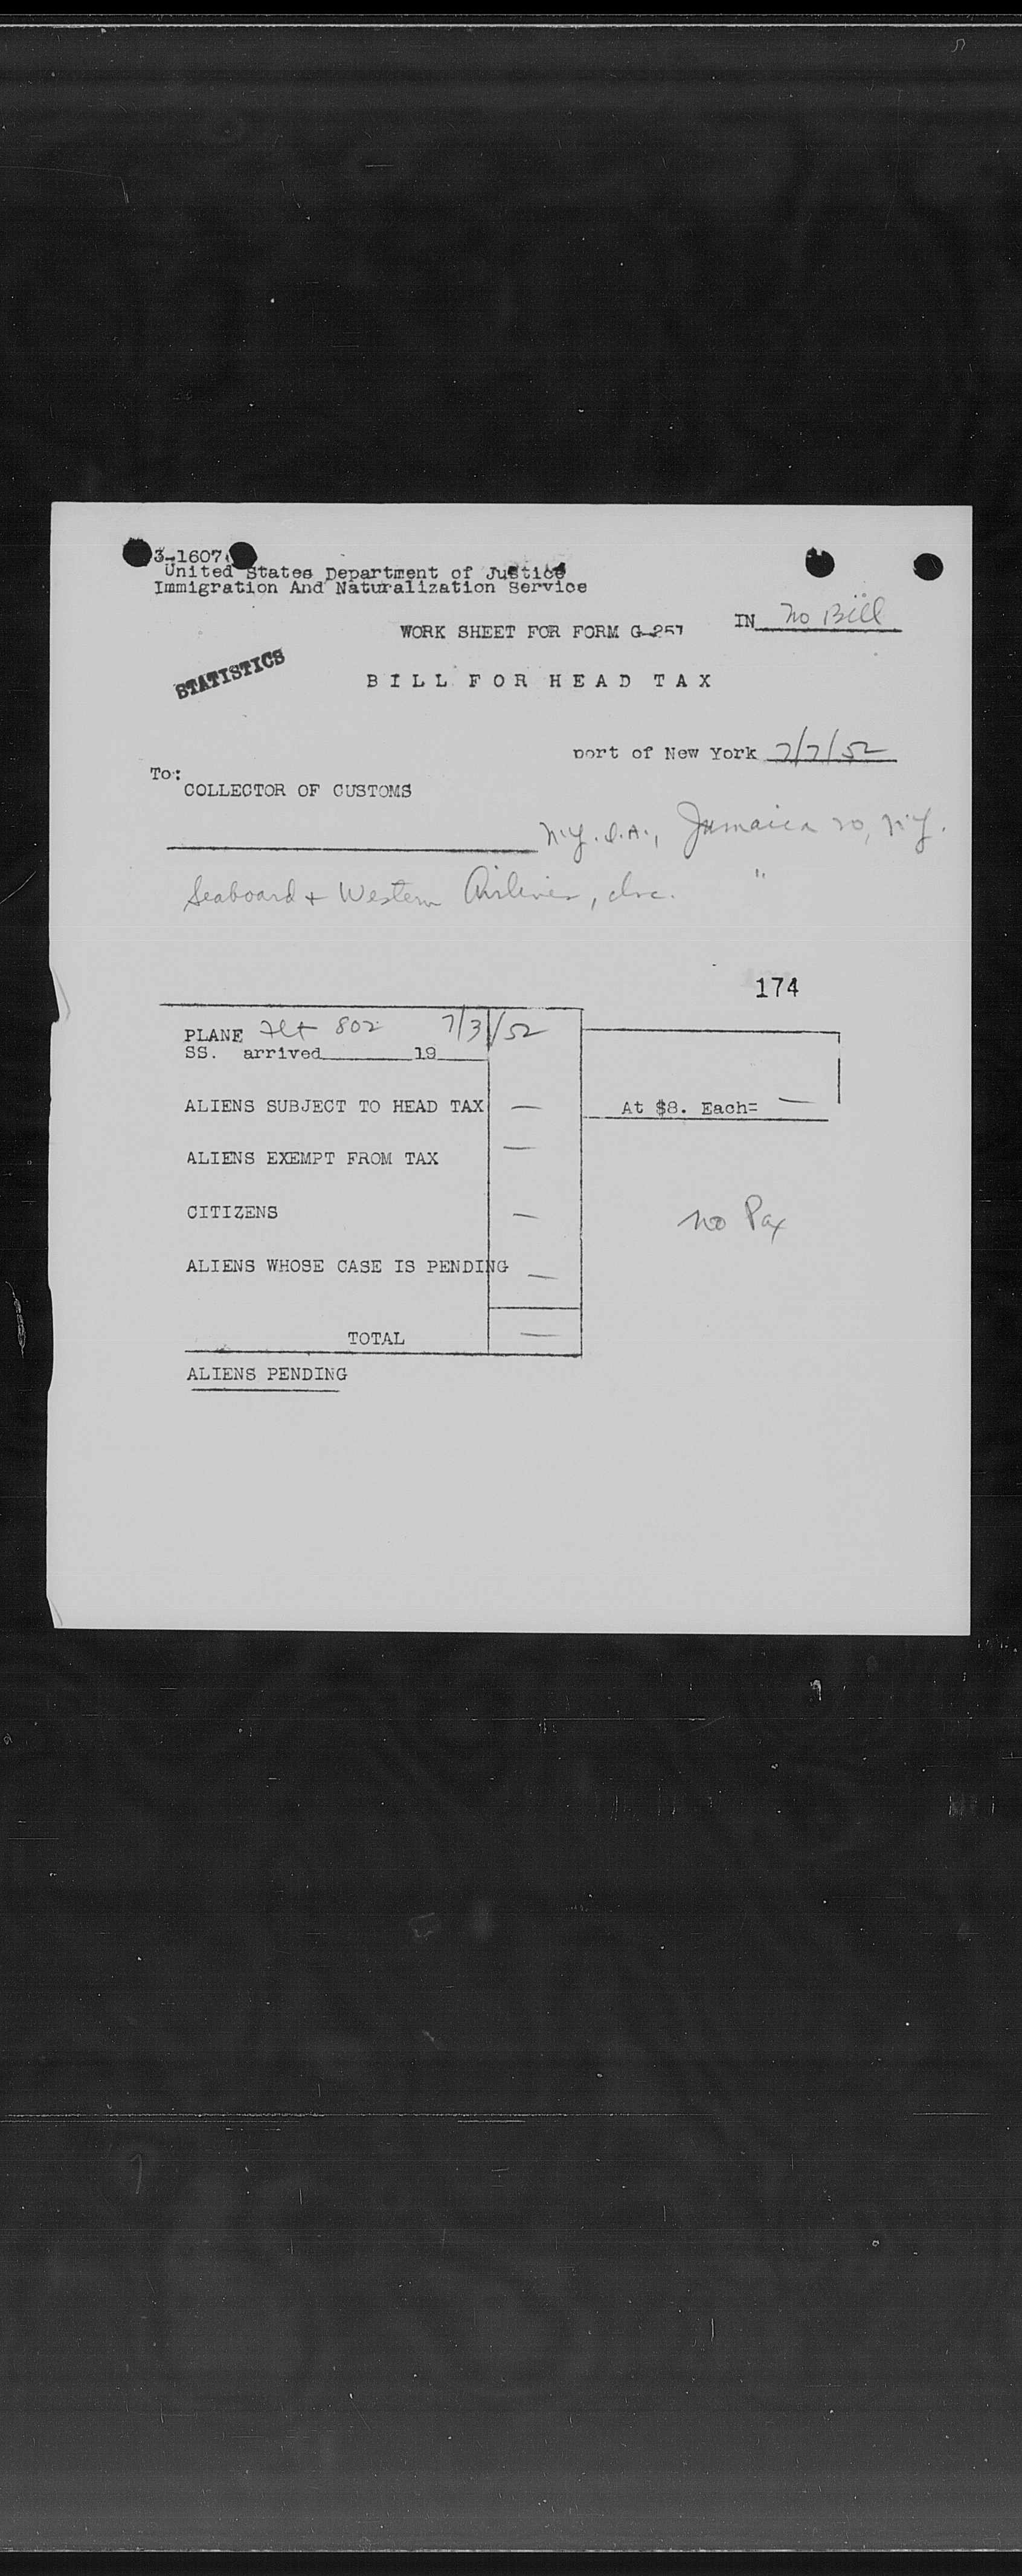 3-1607
United States Department of Justice
Immigration And Naturalization Service
IN No Bill
WORK SHEET FOR FORM G-257
STATISTICS
BILL FOR HEAD TAX
port of New York 7/7/52
To:
COLLECTOR OF CUSTOMS
N.Y.I.A., Jamaica 20, N.Y.
Seaboard & Western Airlines, Inc. "
174
PLANE Flt 802 7/3/52
SS. arrived 19
ALIENS SUBJECT TO HEAD TAX — At $8. Each= —
ALIENS EXEMPT FROM TAX —
CITIZENS — No Pax
ALIENS WHOSE CASE IS PENDING —
TOTAL —
ALIENS PENDING